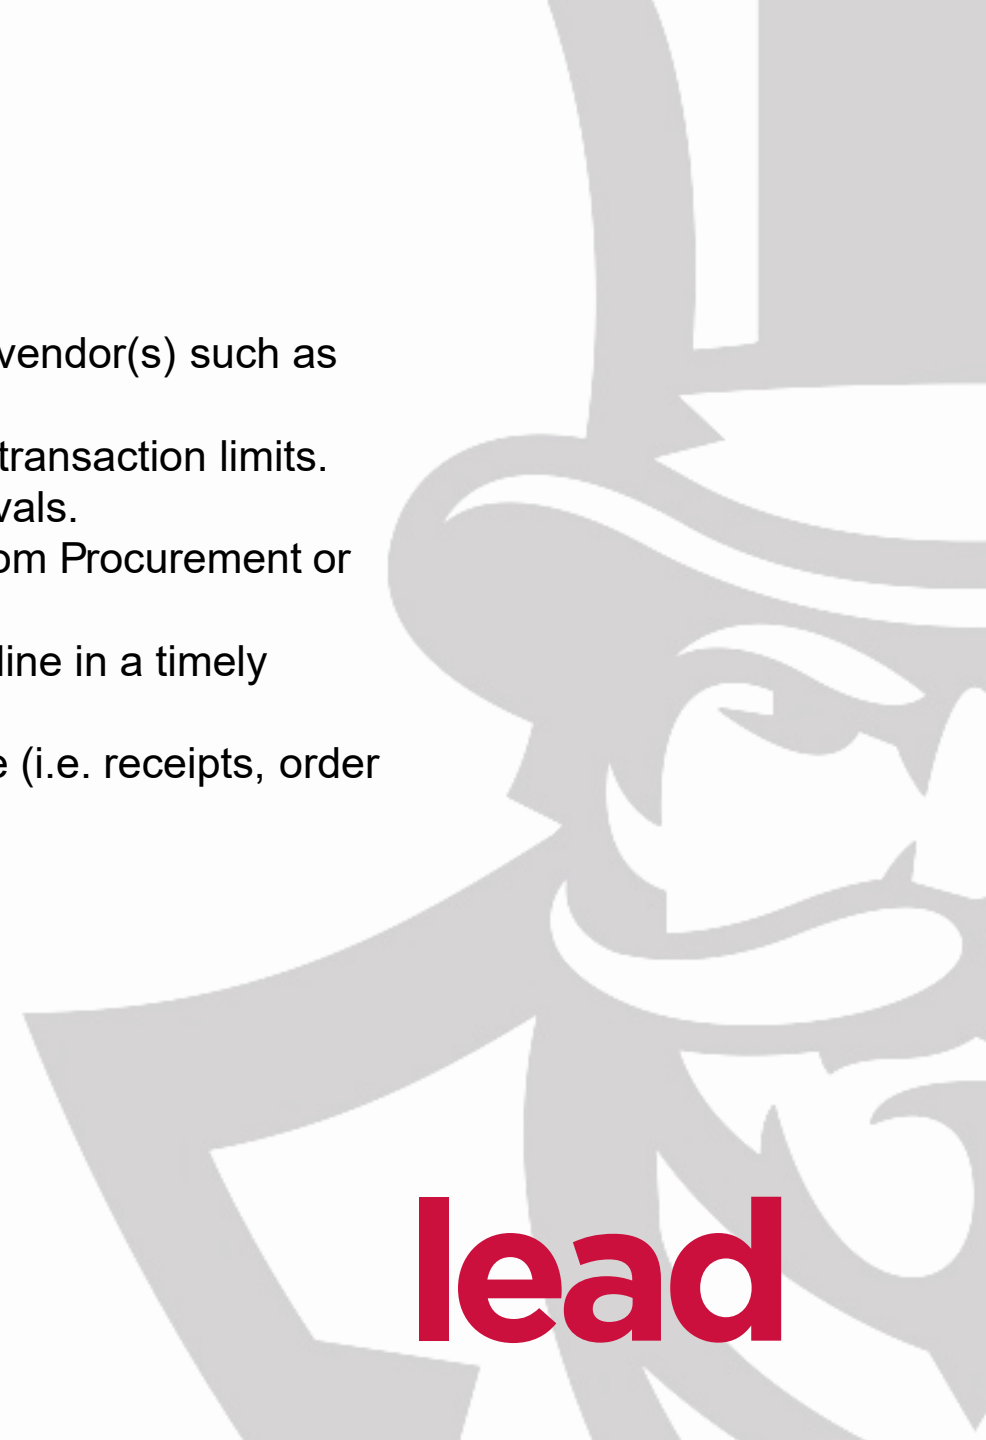 vendor(s) such as
transaction limits.
vals.
om Procurement or
line in a timely
e (i.e. receipts, order
lead